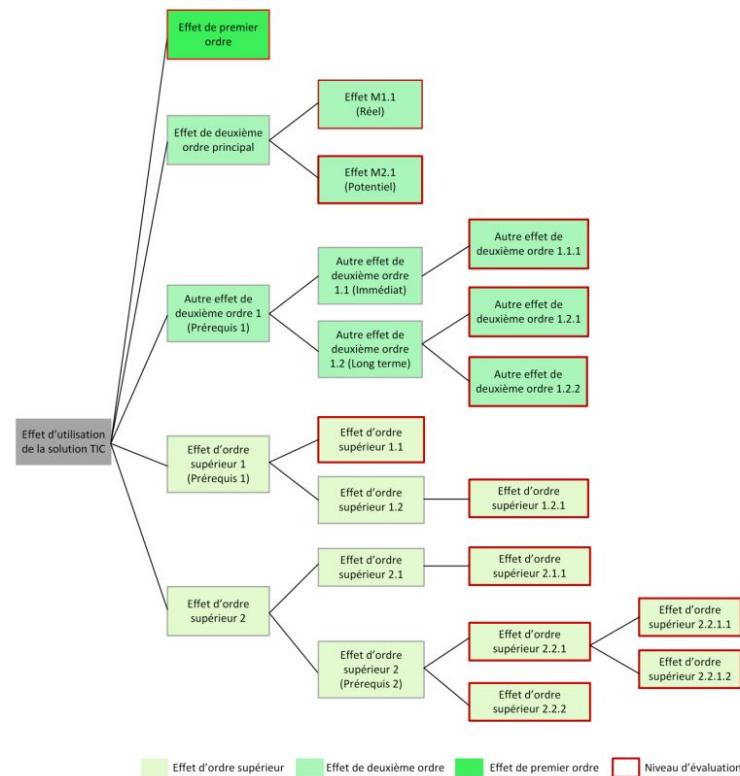 Effet de premier
ordre
Effet de deuxième
ordre principal
Effet M1.1
(Réel)
Effet M2.1
(Potentiel)
Autre effet de
deuxième ordre 1
(Prérequis 1)
Autre effet de
deuxième ordre
1.1 (Immédiat)
Autre effet de
deuxième ordre 1.1.1
Autre effet de
deuxième ordre
1.2 (Long terme)
Autre effet de
deuxième ordre 1.2.1
Autre effet de
deuxième ordre 1.2.2
Effet d'utilisation
de la solution TIC
Effet d'ordre
supérieur 1
(Prérequis 1)
Effet d'ordre
supérieur 1.1
Effet d'ordre
supérieur 1.2
Effet d'ordre
supérieur 1.2.1
Effet d'ordre
supérieur 2
Effet d'ordre
supérieur 2.1
Effet d'ordre
supérieur 2.1.1
Effet d'ordre
supérieur 2
(Prérequis 2)
Effet d'ordre
supérieur 2.2.1
Effet d'ordre
supérieur 2.2.1.1
Effet d'ordre
supérieur 2.2.1.2
Effet d'ordre
supérieur 2.2.2
Effet d'ordre supérieur
Effet de deuxième ordre
Effet de premier ordre
Niveau d'évaluation